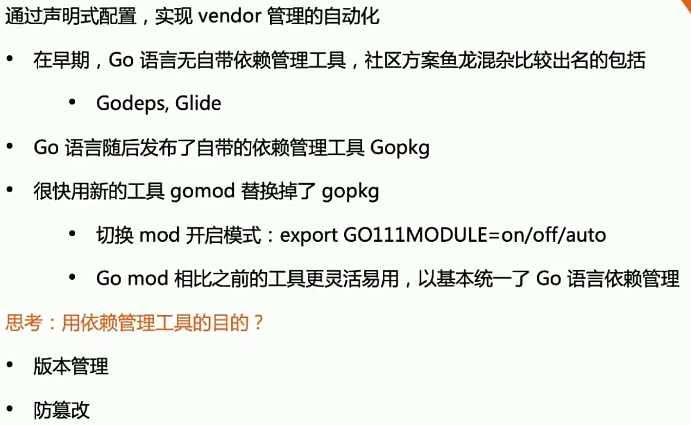 通过声明式配置，实现 vendor 管理的自动化
• 在早期，Go 语言无自带依赖管理工具，社区方案鱼龙混杂比较出名的包括
• Godeps, Glide
• Go 语言随后发布了自带的依赖管理工具 Gopkg
• 很快用新的工具 gomod 替换掉了 gopkg
• 切换 mod 开启模式：export GO111MODULE=on/off/auto
• Go mod 相比之前的工具更灵活易用，以基本统一了 Go 语言依赖管理
思考：用依赖管理工具的目的？
• 版本管理
• 防篡改